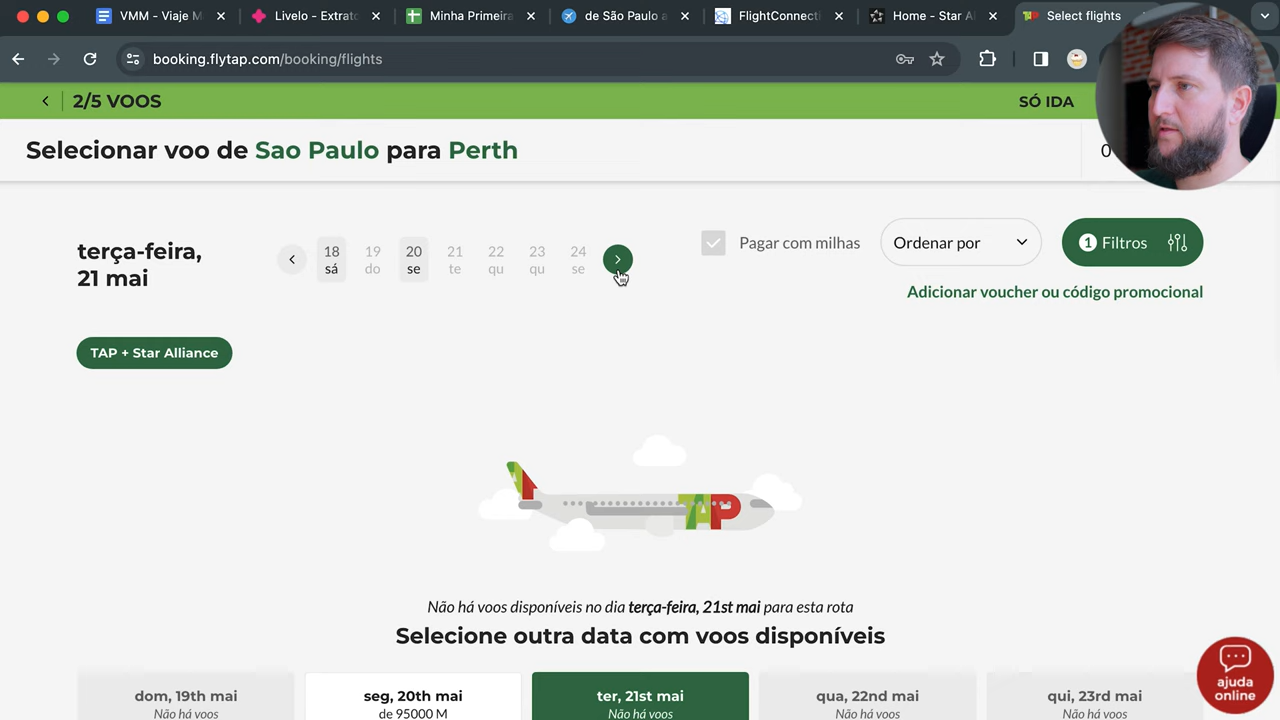 VMM - Viaje M
Livelo - Extrato
Minha Primeira
de São Paulo a
FlightConnecti
Home - Star Al
Select flights
booking.flytap.com/booking/flights
2/5 VOOS
SÓ IDA
Selecionar voo de Sao Paulo para Perth
0
terça-feira,
21 mai
18 19 20 21 22 23 24
sá do se te qu qu se
Pagar com milhas
Ordenar por
1 Filtros
Adicionar voucher ou código promocional
TAP + Star Alliance
TAP
Não há voos disponíveis no dia terça-feira, 21st mai para esta rota
Selecione outra data com voos disponíveis
dom, 19th mai
Não há voos
seg, 20th mai
de 95000 M
ter, 21st mai
Não há voos
qua, 22nd mai
Não há voos
qui, 23rd mai
Não há voos
ajuda
online